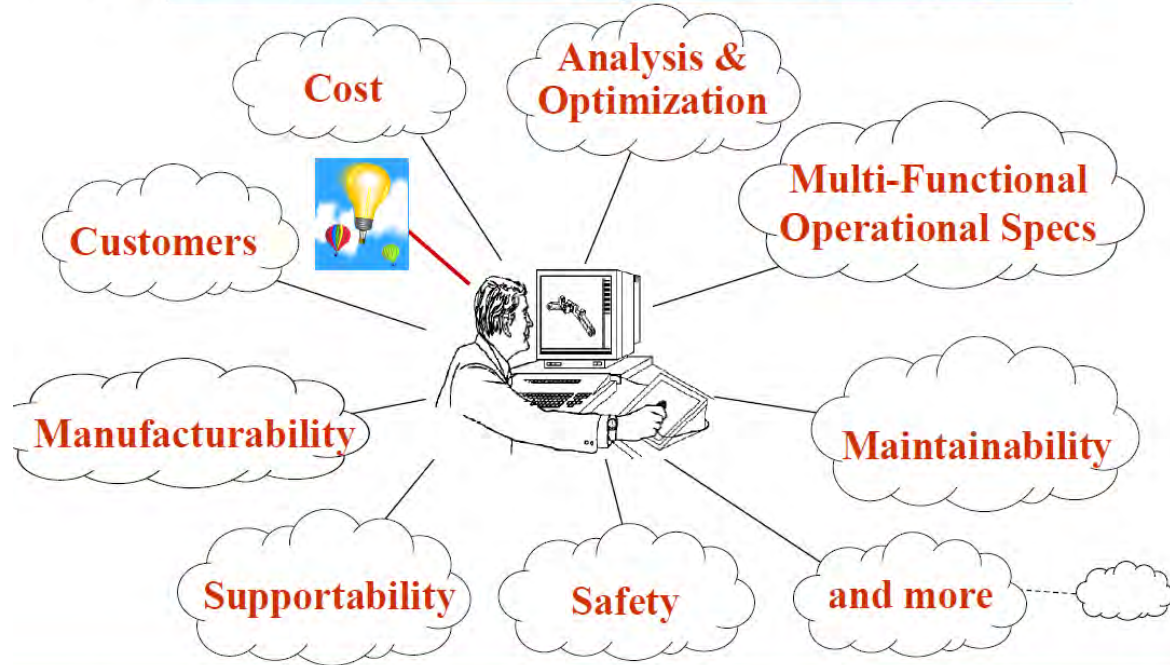 Cost
Analysis &
Optimization
Multi-Functional
Operational Specs
Customers
Manufacturability
Maintainability
Supportability
Safety
and more